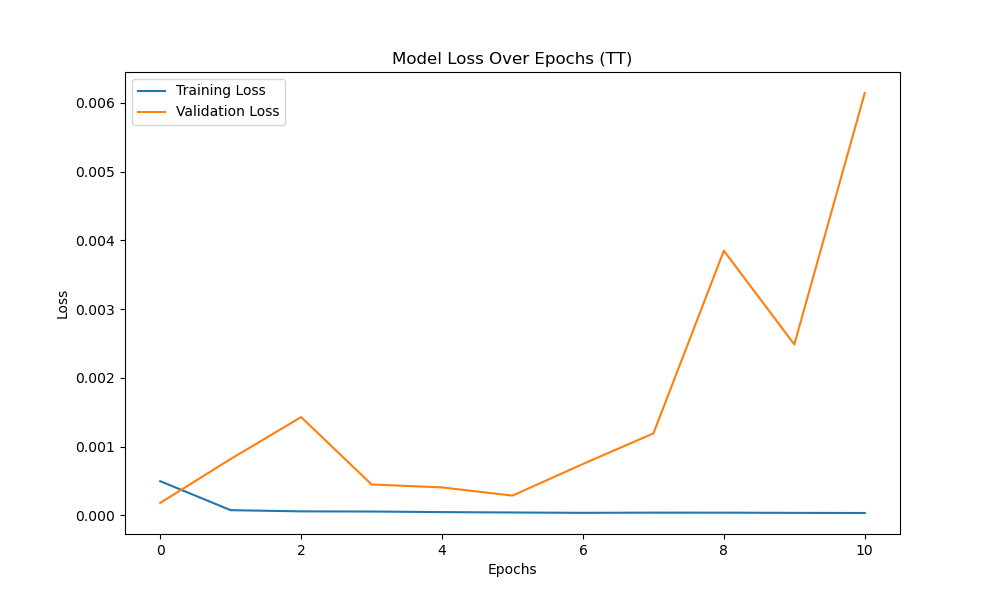 Model Loss Over Epochs (TT)
Training Loss
Validation Loss
0.006
0.005
0.004
0.003
0.002
0.001
0.000
Loss
0 2 4 6 8 10
Epochs